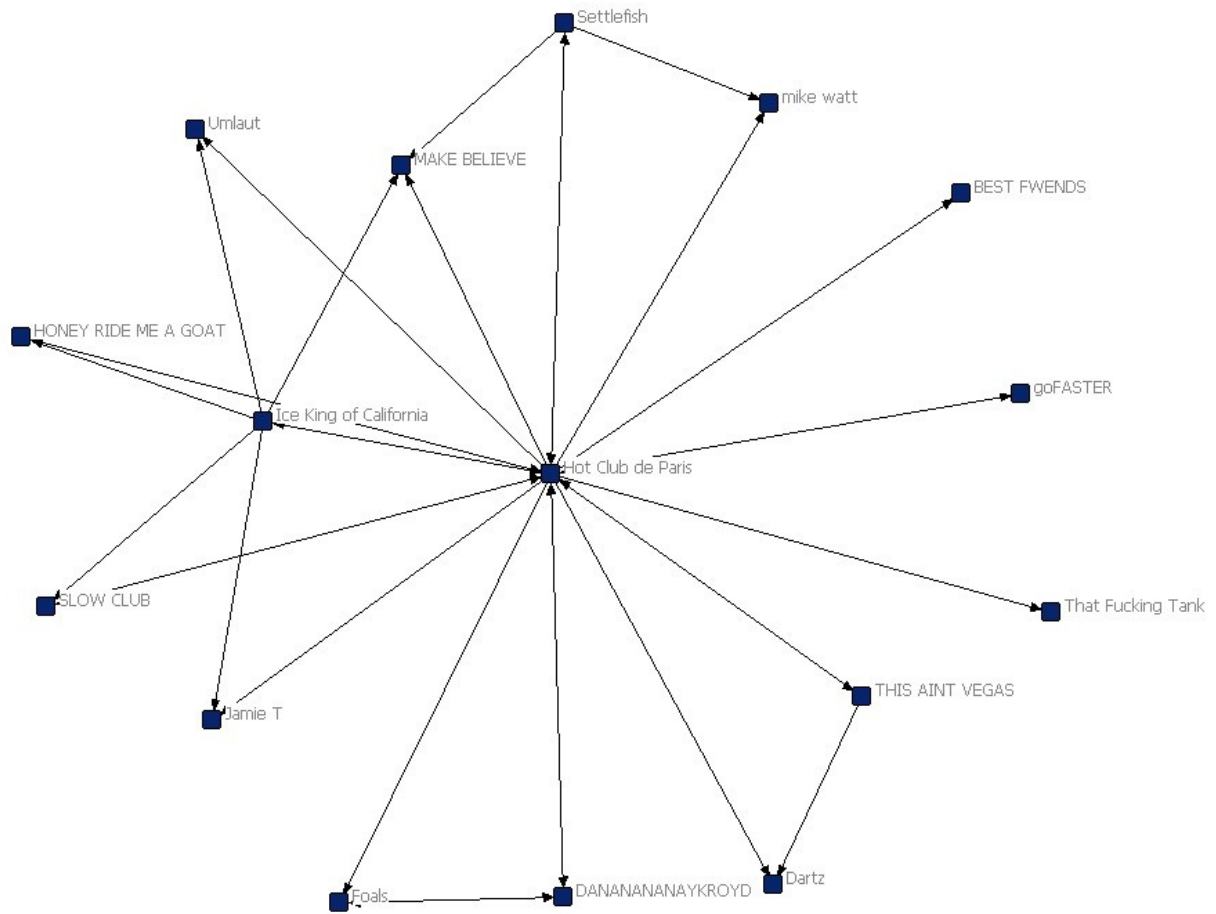 Settlefish
mike watt
Umlaut
MAKE BELIEVE
BEST FWENDS
HONEY RIDE ME A GOAT
goFASTER
Ice King of California
Hot Club de Paris
SLOW CLUB
That Fucking Tank
THIS AINT VEGAS
Jamie T
Dartz
Foals
DANANANANAYKROYD